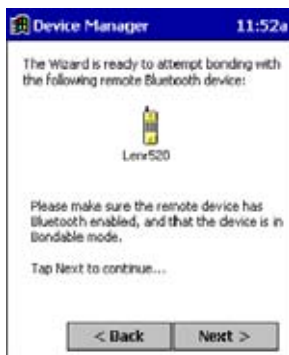 Device Manager 11:52a
The Wizard is ready to attempt bonding with
the following remote Bluetooth device:
Lenr520
Please make sure the remote device has
Bluetooth enabled, and that the device is in
Bondable mode.
Tap Next to continue...
< Back Next >